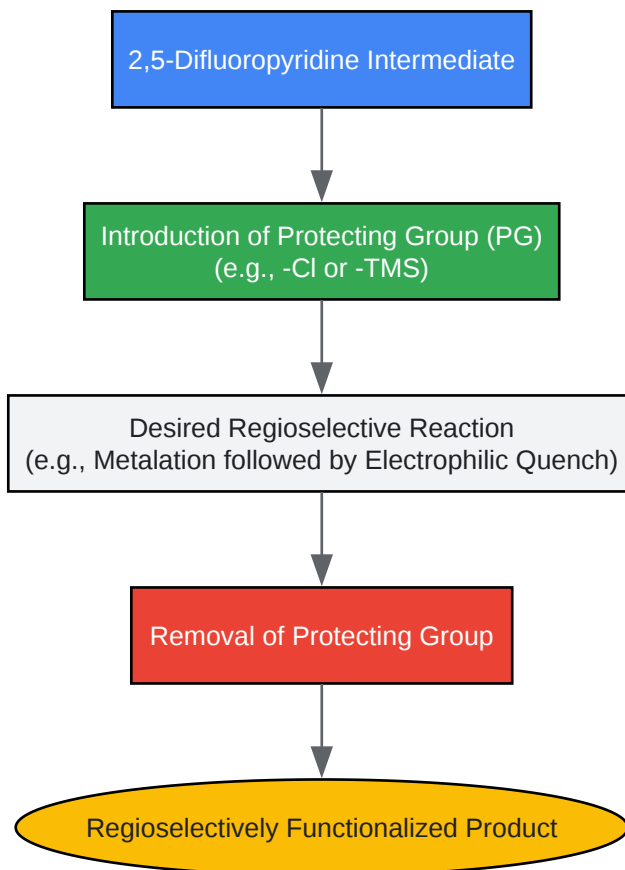 2,5-Difluoropyridine Intermediate
Introduction of Protecting Group (PG)
(e.g., -Cl or -TMS)
Desired Regioselective Reaction
(e.g., Metalation followed by Electrophilic Quench)
Removal of Protecting Group
Regioselectively Functionalized Product